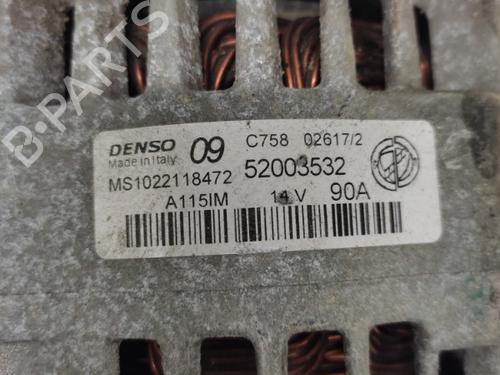 DENSO 09 C758 02617/2
Made in Italy
MS1022118472 52003532
A115IM 14 V 90A
B-PARTS